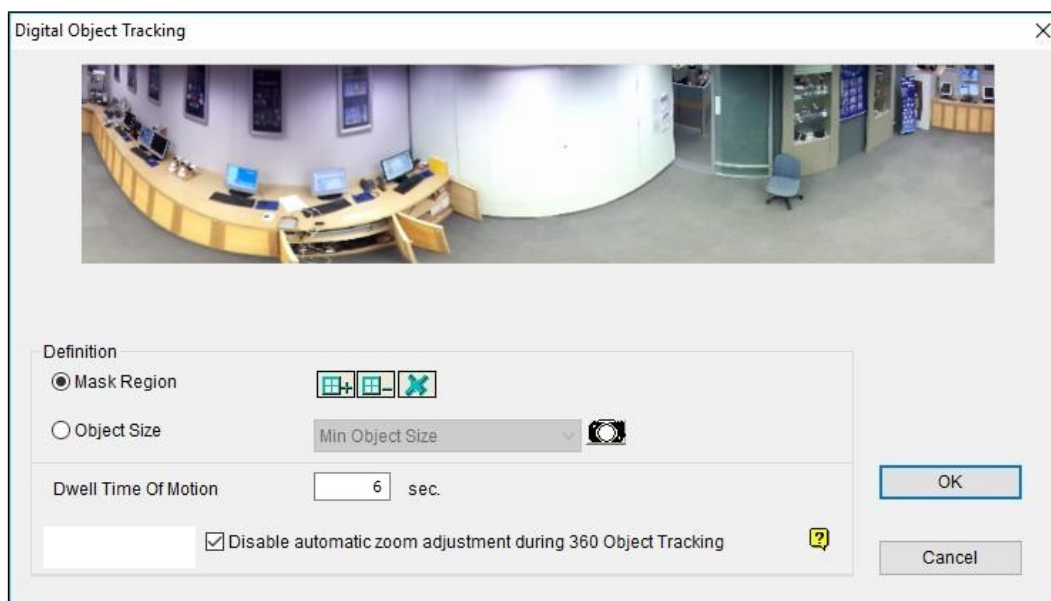 Digital Object Tracking
Definition
Mask Region
Object Size
Min Object Size
Dwell Time Of Motion 6 sec.
OK
Disable automatic zoom adjustment during 360 Object Tracking
?
Cancel